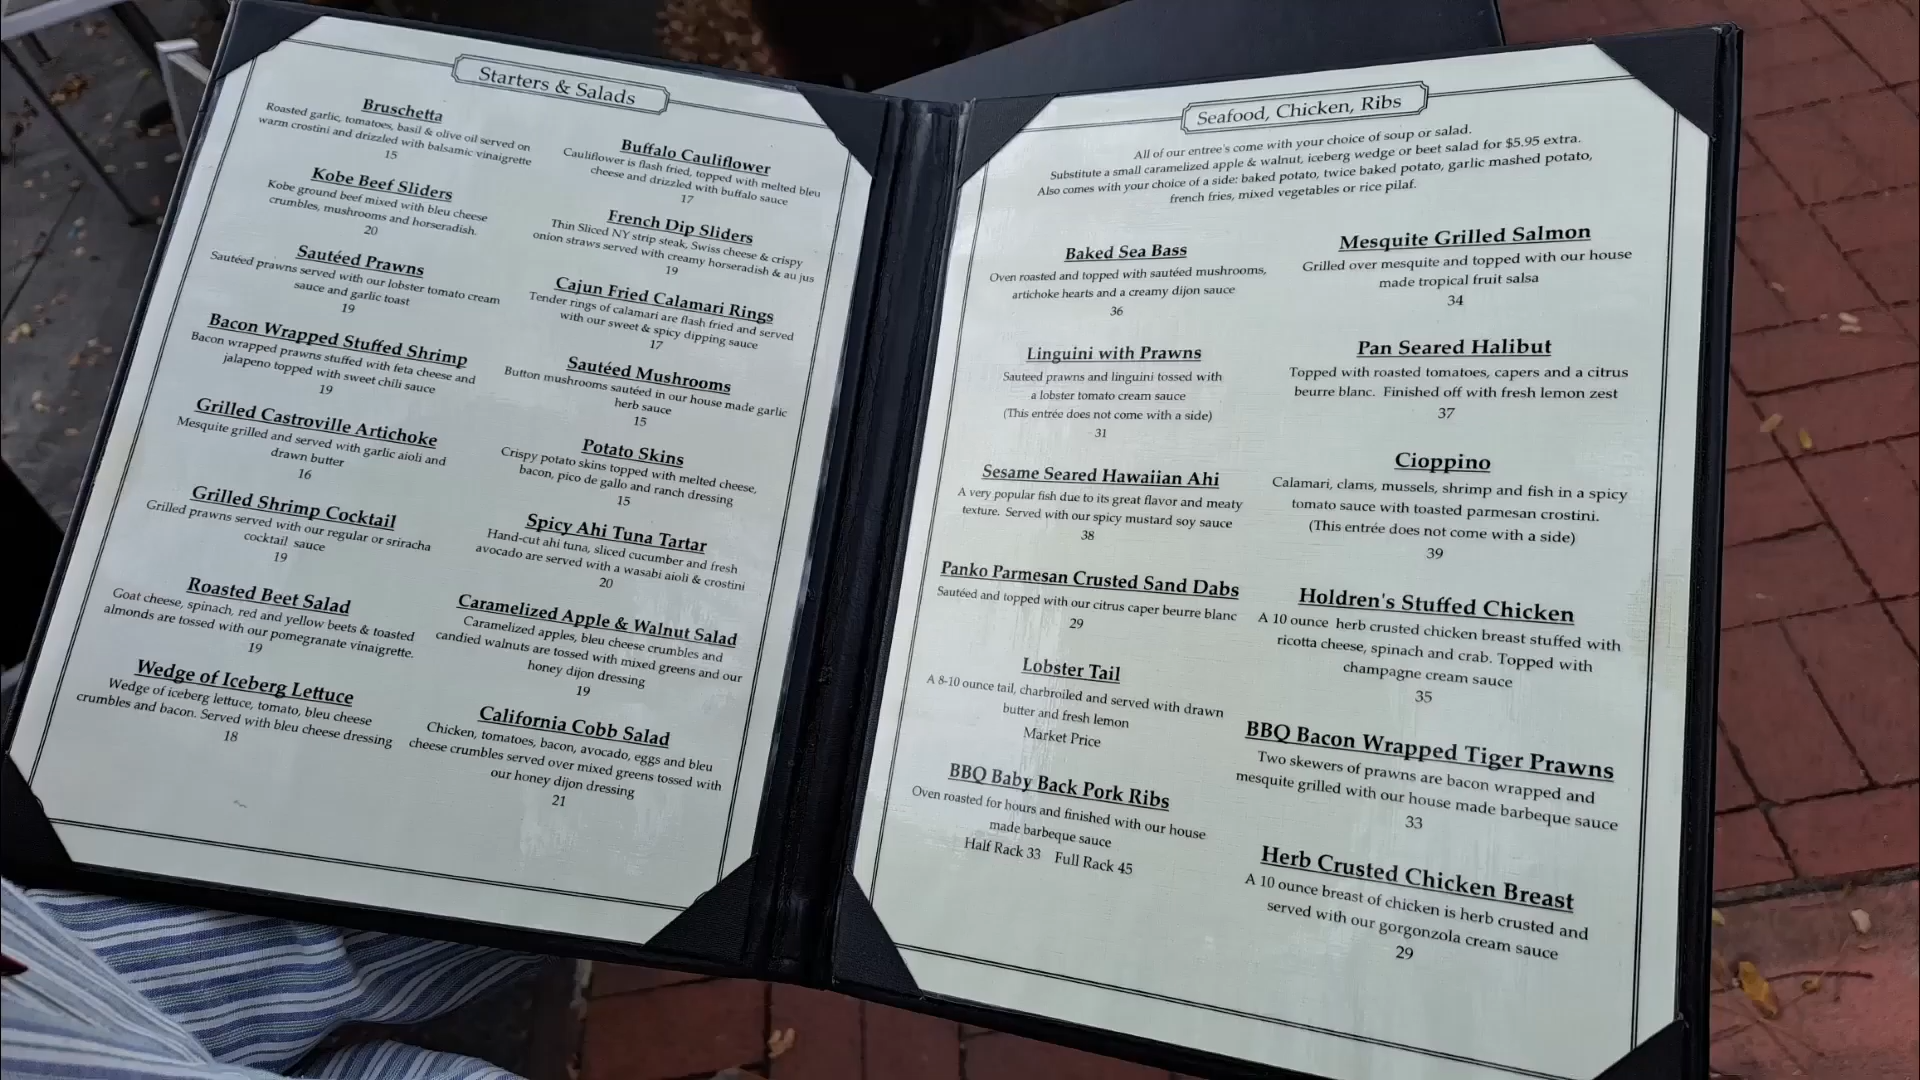 Starters & Salads
Bruschetta
Roasted garlic, tomatoes, basil & olive oil served on
warm crostini and drizzled with balsamic vinaigrette
15
Kobe Beef Sliders
Kobe ground beef mixed with bleu cheese
crumbles, mushrooms and horseradish.
20
Sautéed Prawns
Sautéed prawns served with our lobster tomato cream
sauce and garlic toast
19
Bacon Wrapped Stuffed Shrimp
Bacon wrapped prawns stuffed with feta cheese and
jalapeno topped with sweet chili sauce
19
Grilled Castroville Artichoke
Mesquite grilled and served with garlic aioli and
drawn butter
16
Grilled Shrimp Cocktail
Grilled prawns served with our regular or sriracha
cocktail sauce
19
Roasted Beet Salad
Goat cheese, spinach, red and yellow beets & toasted
almonds are tossed with our pomegranate vinaigrette.
19
Wedge of Iceberg Lettuce
Wedge of iceberg lettuce, tomato, bleu cheese
crumbles and bacon. Served with bleu cheese dressing
18
Buffalo Cauliflower
Cauliflower is flash fried, topped with melted bleu
cheese and drizzled with buffalo sauce
17
French Dip Sliders
Thin Sliced NY strip steak, Swiss cheese & crispy
onion straws served with creamy horseradish & au jus
19
Cajun Fried Calamari Rings
Tender rings of calamari are flash fried and served
with our sweet & spicy dipping sauce
17
Sautéed Mushrooms
Button mushrooms sautéed in our house made garlic
herb sauce
15
Potato Skins
Crispy potato skins topped with melted cheese,
bacon, pico de gallo and ranch dressing
15
Spicy Ahi Tuna Tartar
Hand-cut ahi tuna, sliced cucumber and fresh
avocado are served with a wasabi aioli & crostini
20
Caramelized Apple & Walnut Salad
Caramelized apples, bleu cheese crumbles and
candied walnuts are tossed with mixed greens and our
honey dijon dressing
19
California Cobb Salad
Chicken, tomatoes, bacon, avocado, eggs and bleu
cheese crumbles served over mixed greens tossed with
our honey dijon dressing
21
Seafood, Chicken, Ribs
All of our entree's come with your choice of soup or salad.
Substitute a small caramelized apple & walnut, iceberg wedge or beet salad for $5.95 extra.
Also comes with your choice of a side: baked potato, twice baked potato, garlic mashed potato,
french fries, mixed vegetables or rice pilaf.
Baked Sea Bass
Oven roasted and topped with sautéed mushrooms,
artichoke hearts and a creamy dijon sauce
36
Linguini with Prawns
Sauteed prawns and linguini tossed with
a lobster tomato cream sauce
(This entrée does not come with a side)
31
Sesame Seared Hawaiian Ahi
A very popular fish due to its great flavor and meaty
texture. Served with our spicy mustard soy sauce
38
Panko Parmesan Crusted Sand Dabs
Sautéed and topped with our citrus caper beurre blanc
29
Lobster Tail
A 8-10 ounce tail, charbroiled and served with drawn
butter and fresh lemon
Market Price
BBQ Baby Back Pork Ribs
Oven roasted for hours and finished with our house
made barbeque sauce
Half Rack 33 Full Rack 45
Mesquite Grilled Salmon
Grilled over mesquite and topped with our house
made tropical fruit salsa
34
Pan Seared Halibut
Topped with roasted tomatoes, capers and a citrus
beurre blanc. Finished off with fresh lemon zest
37
Cioppino
Calamari, clams, mussels, shrimp and fish in a spicy
tomato sauce with toasted parmesan crostini.
(This entrée does not come with a side)
39
Holdren's Stuffed Chicken
A 10 ounce herb crusted chicken breast stuffed with
ricotta cheese, spinach and crab. Topped with
champagne cream sauce
35
BBQ Bacon Wrapped Tiger Prawns
Two skewers of prawns are bacon wrapped and
mesquite grilled with our house made barbeque sauce
33
Herb Crusted Chicken Breast
A 10 ounce breast of chicken is herb crusted and
served with our gorgonzola cream sauce
29